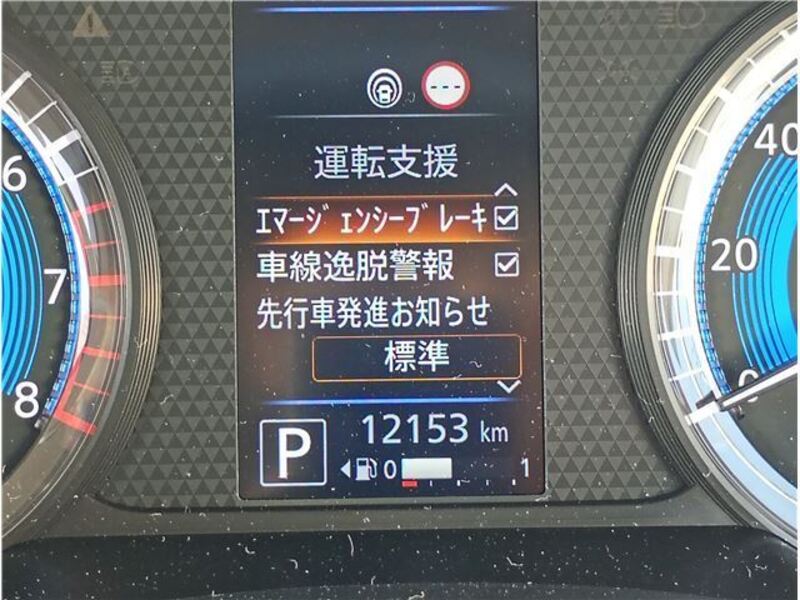 運転支援
ｴﾏｰｼﾞｪﾝｼｰﾌﾞﾚｰｷ
車線逸脱警報
先行車発進お知らせ
標準
P
12153 km
0 1
6
7
8
40
20
0